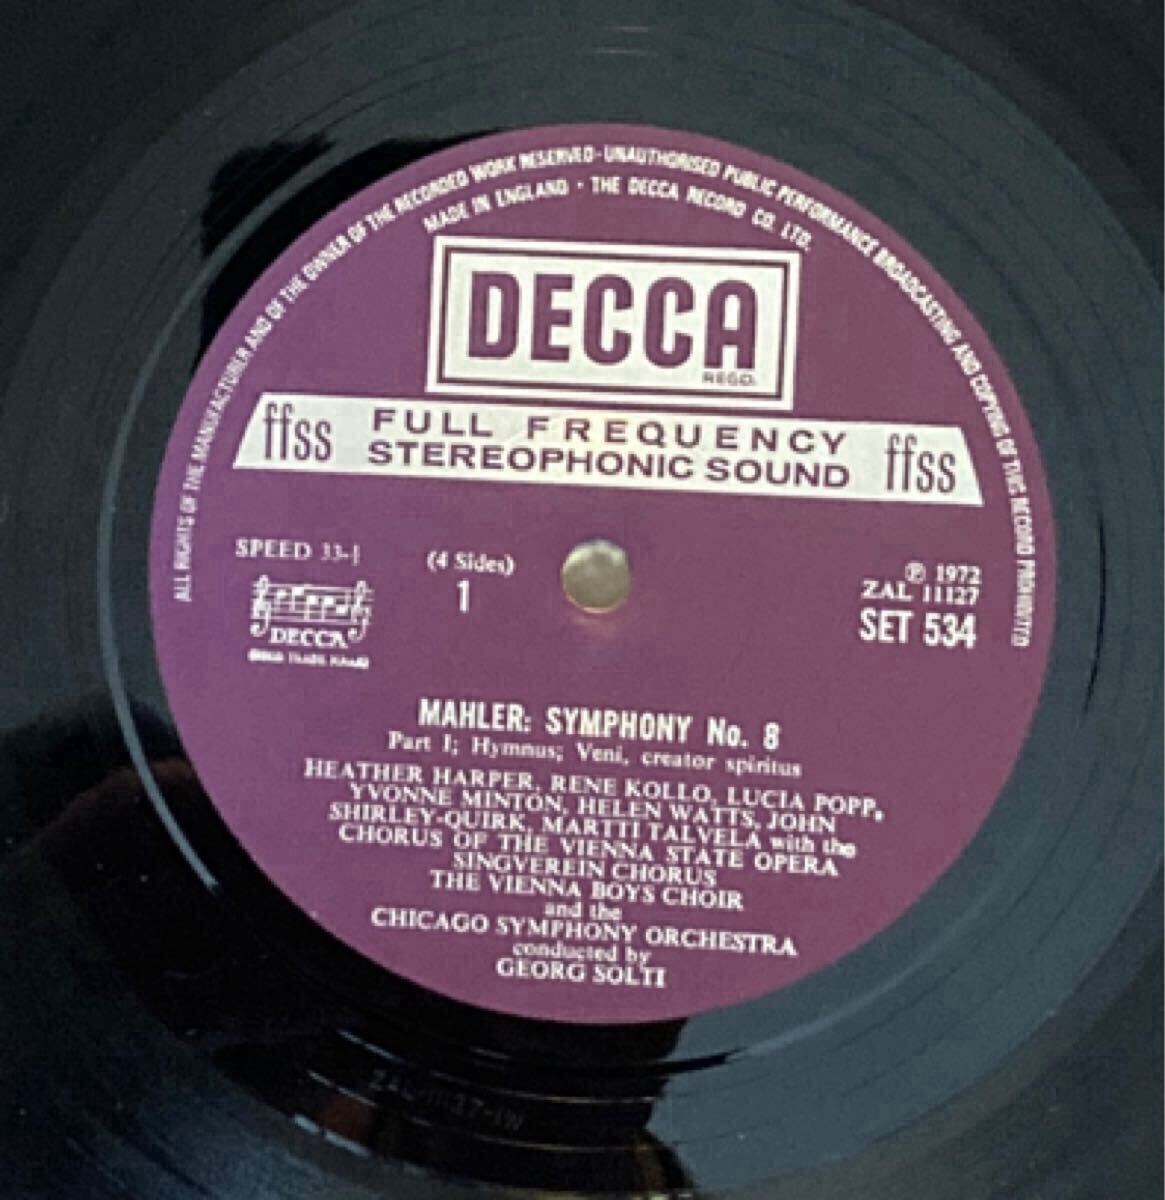 ALL RIGHTS OF THE MANUFACTURER AND OF THE OWNER OF THE RECORDED WORK RESERVED · UNAUTHORISED PUBLIC PERFORMANCE BROADCASTING AND COPYING OF THIS RECORD PROHIBITED
MADE IN ENGLAND · THE DECCA RECORD CO. LTD.
DECCA
REGD.
ffss FULL FREQUENCY STEREOPHONIC SOUND ffss
SPEED 33-1
(4 Sides)
1
DECCA
℗ 1972
ZAL 11127
SET 534
MAHLER: SYMPHONY No. 8
Part I; Hymnus; Veni, creator spiritus
HEATHER HARPER, RENE KOLLO, LUCIA POPP,
YVONNE MINTON, HELEN WATTS, JOHN
SHIRLEY-QUIRK, MARTTI TALVELA with the
CHORUS OF THE VIENNA STATE OPERA
SINGVEREIN CHORUS
THE VIENNA BOYS CHOIR
and the
CHICAGO SYMPHONY ORCHESTRA
conducted by
GEORG SOLTI